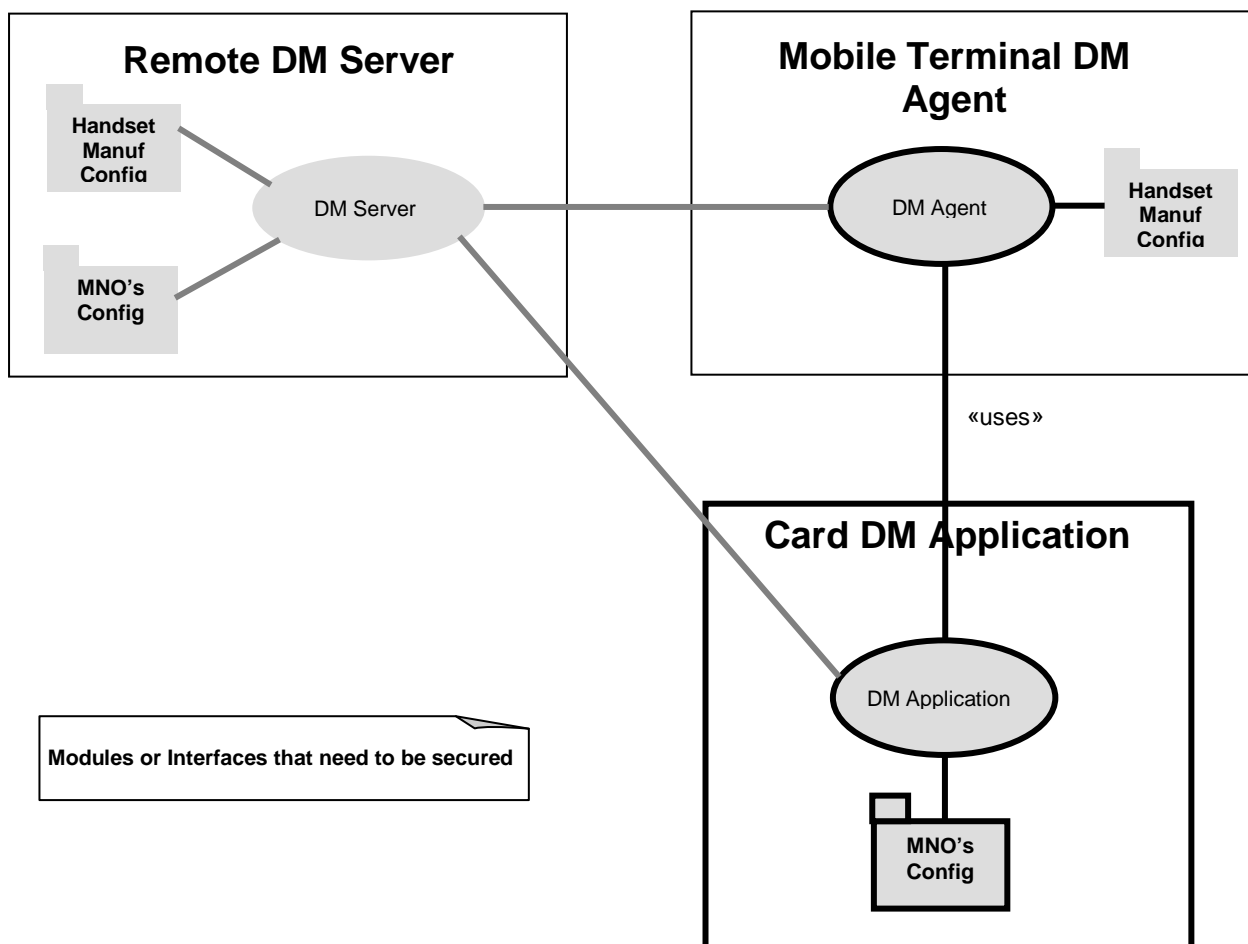 Remote DM Server
Handset
Manuf
Config
DM Server
MNO's
Config
Mobile Terminal DM
Agent
DM Agent
Handset
Manuf
Config
«uses»
Card DM Application
DM Application
MNO's
Config
Modules or Interfaces that need to be secured